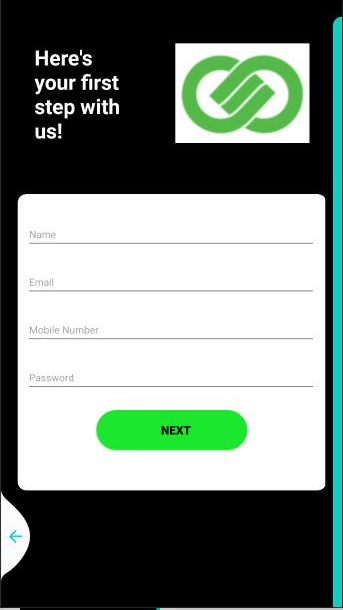 Here's
your first
step with
us!
Name
Email
Mobile Number
Password
NEXT